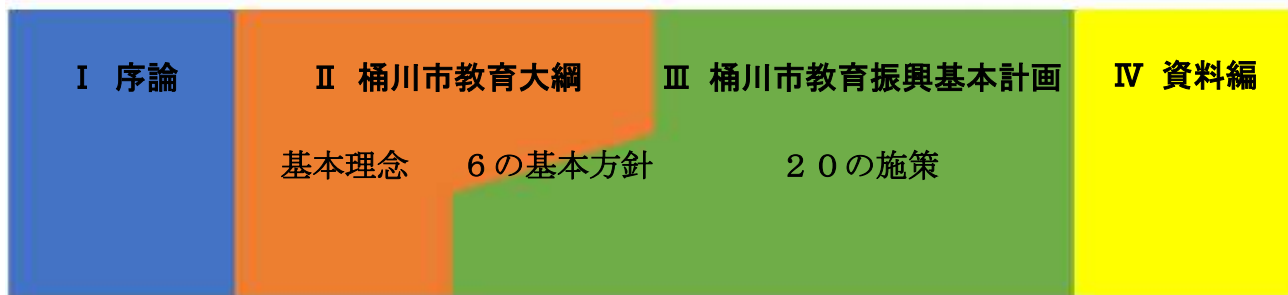 Ⅰ 序論
Ⅱ 桶川市教育大綱
Ⅲ 桶川市教育振興基本計画
Ⅳ 資料編
基本理念
６の基本方針
２０の施策